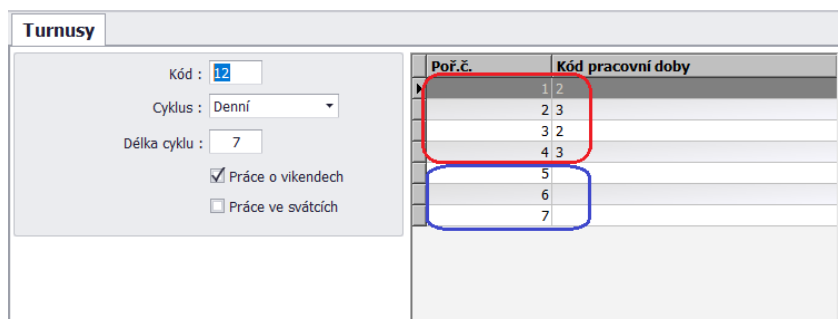 Turnusy
Kód : 12
Cyklus : Denní
Délka cyklu : 7
Práce o vikendech
Práce ve svátcích
Poř.č. Kód pracovní doby
1 2
2 3
3 2
4 3
5
6
7